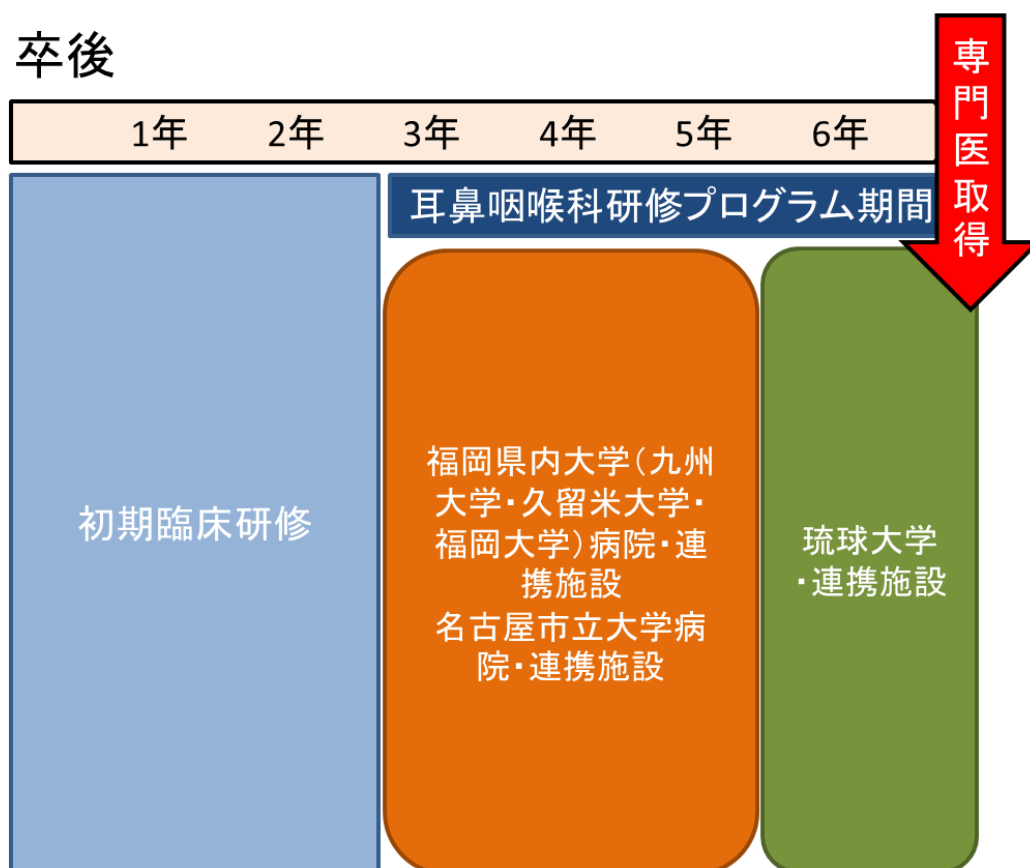 卒後
1年 2年 3年 4年 5年 6年
専門医取得
耳鼻咽喉科研修プログラム期間
初期臨床研修
福岡県内大学(九州
大学・久留米大学・
福岡大学)病院・連
携施設
名古屋市立大学病
院・連携施設
琉球大学
・連携施設